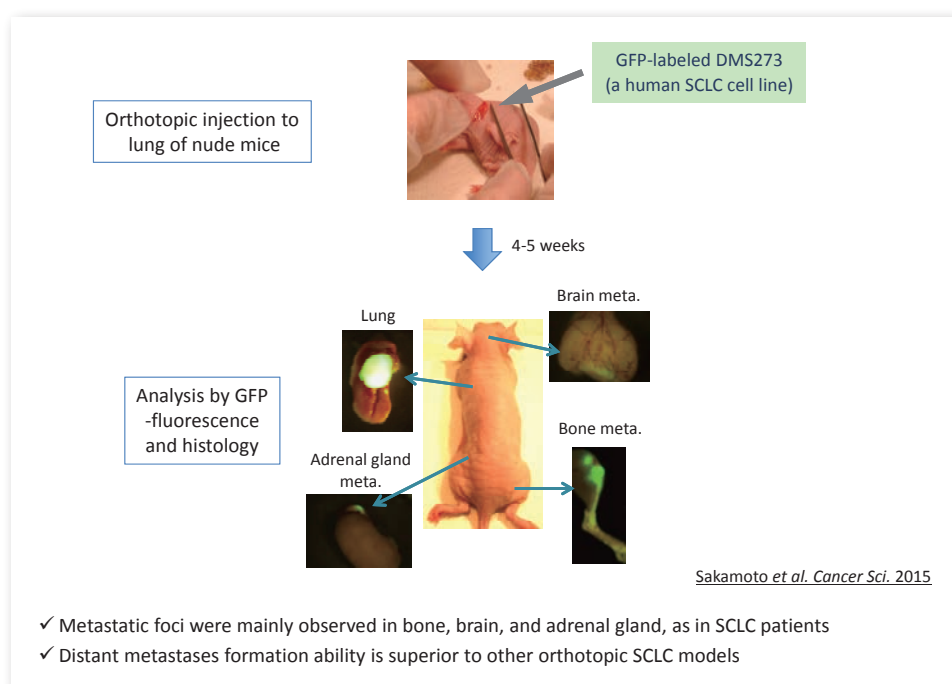 GFP-labeled DMS273
(a human SCLC cell line)
Orthotopic injection to
lung of nude mice
4-5 weeks
Brain meta.
Lung
Analysis by GFP
-fluorescence
and histology
Bone meta.
Adrenal gland
meta.
Sakamoto et al. Cancer Sci. 2015
✓ Metastatic foci were mainly observed in bone, brain, and adrenal gland, as in SCLC patients
✓ Distant metastases formation ability is superior to other orthotopic SCLC models